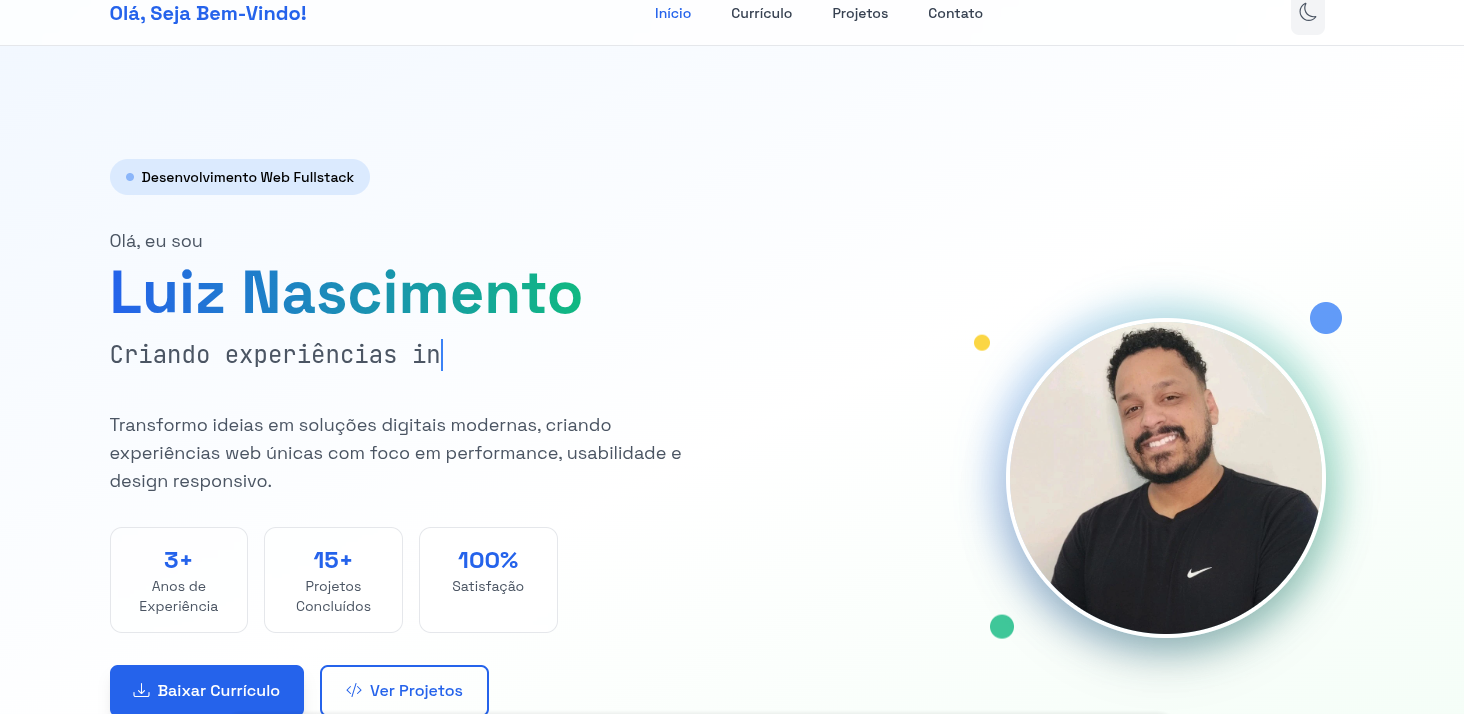 Olá, Seja Bem-Vindo!
Início
Currículo
Projetos
Contato
Desenvolvimento Web Fullstack
Olá, eu sou
Luiz Nascimento
Criando experiências in
Transformo ideias em soluções digitais modernas, criando
experiências web únicas com foco em performance, usabilidade e
design responsivo.
3+
Anos de
Experiência
15+
Projetos
Concluídos
100%
Satisfação
Baixar Currículo
Ver Projetos